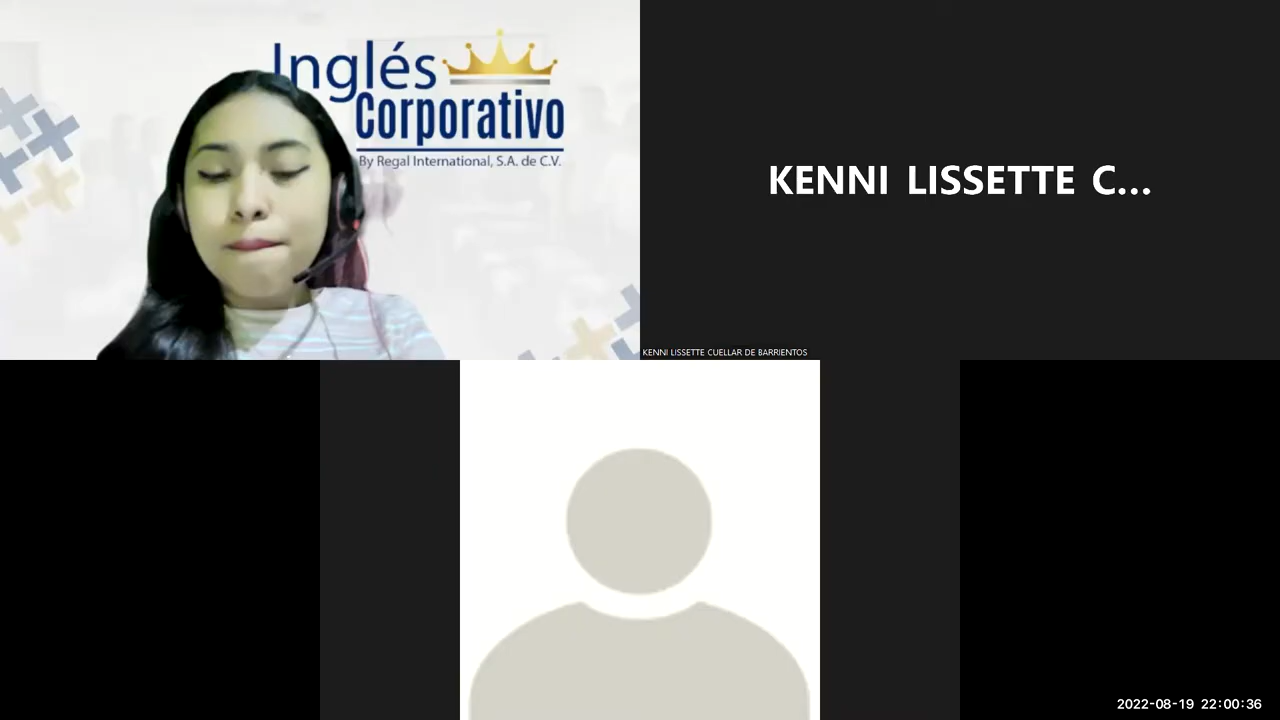 Inglés
Corporativo
By Regal International, S.A. de C.V.
KENNI LISSETTE C...
KENNI LISSETTE CUELLAR DE BARRIENTOS
2022-08-19 22:00:36